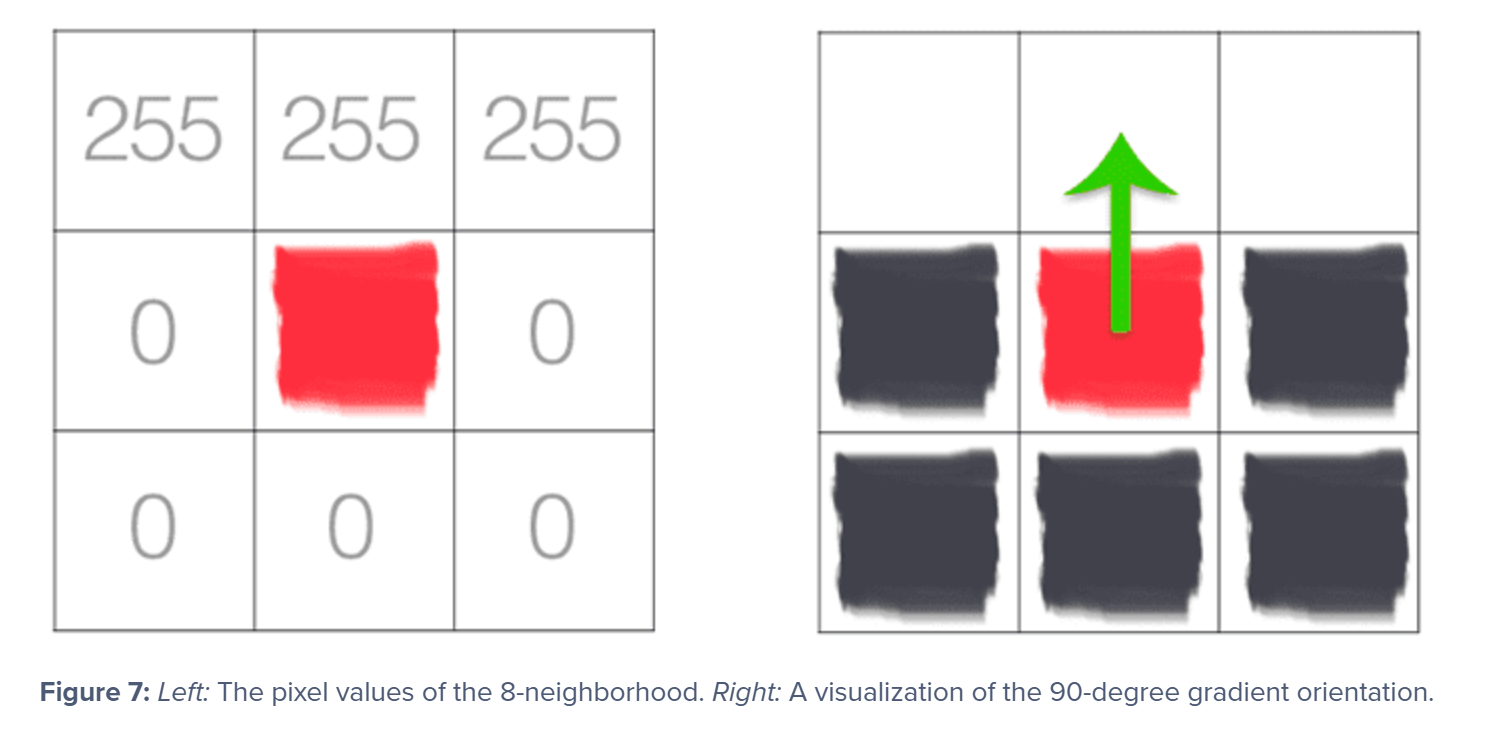 255 255 255
0 0
0 0 0
Figure 7: Left: The pixel values of the 8-neighborhood. Right: A visualization of the 90-degree gradient orientation.